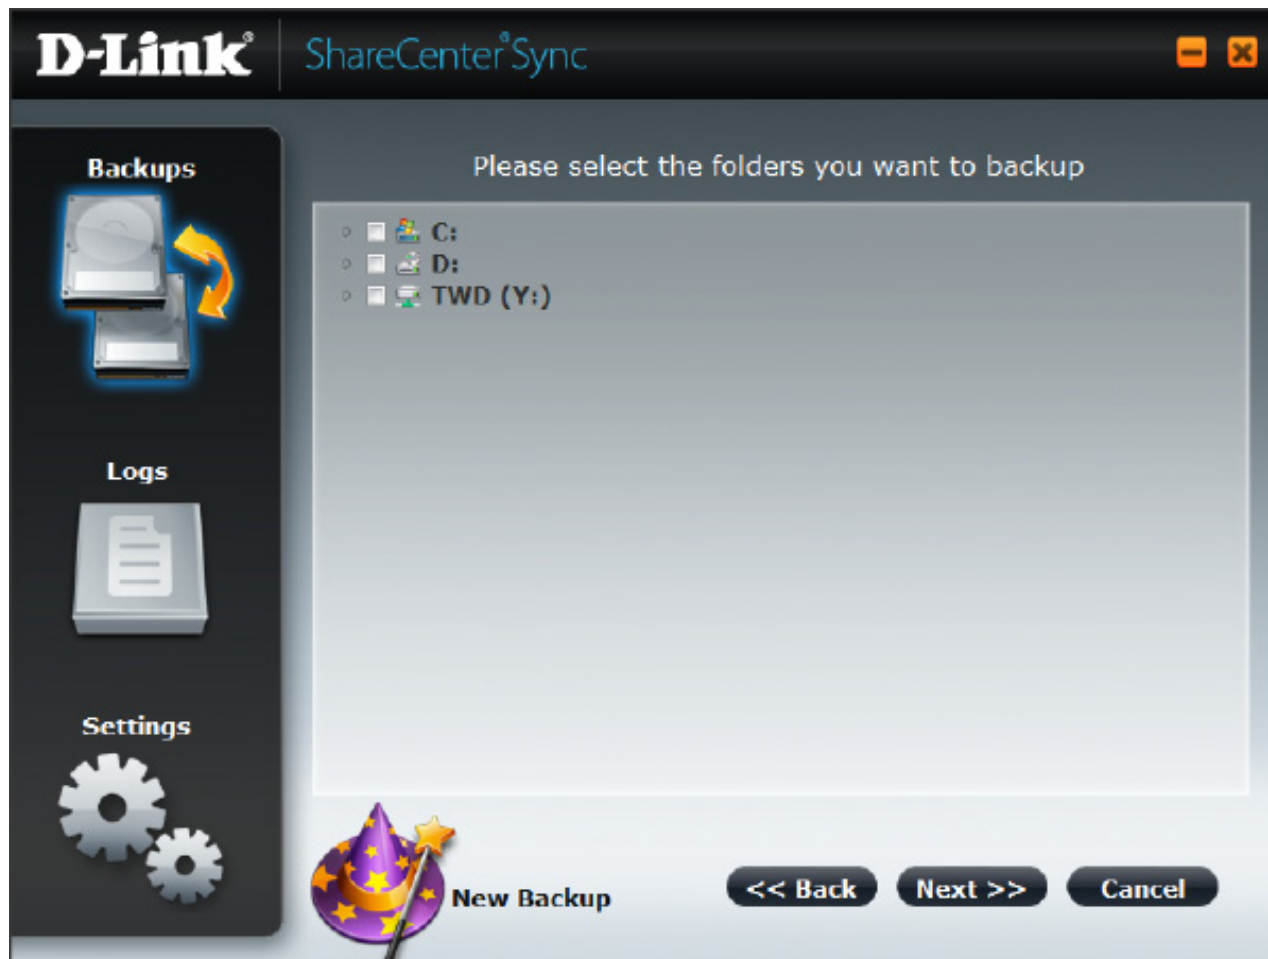 D-Link® ShareCenter® Sync
Backups
Please select the folders you want to backup
C:
D:
TWD (Y:)
Logs
Settings
New Backup
<< Back
Next >>
Cancel